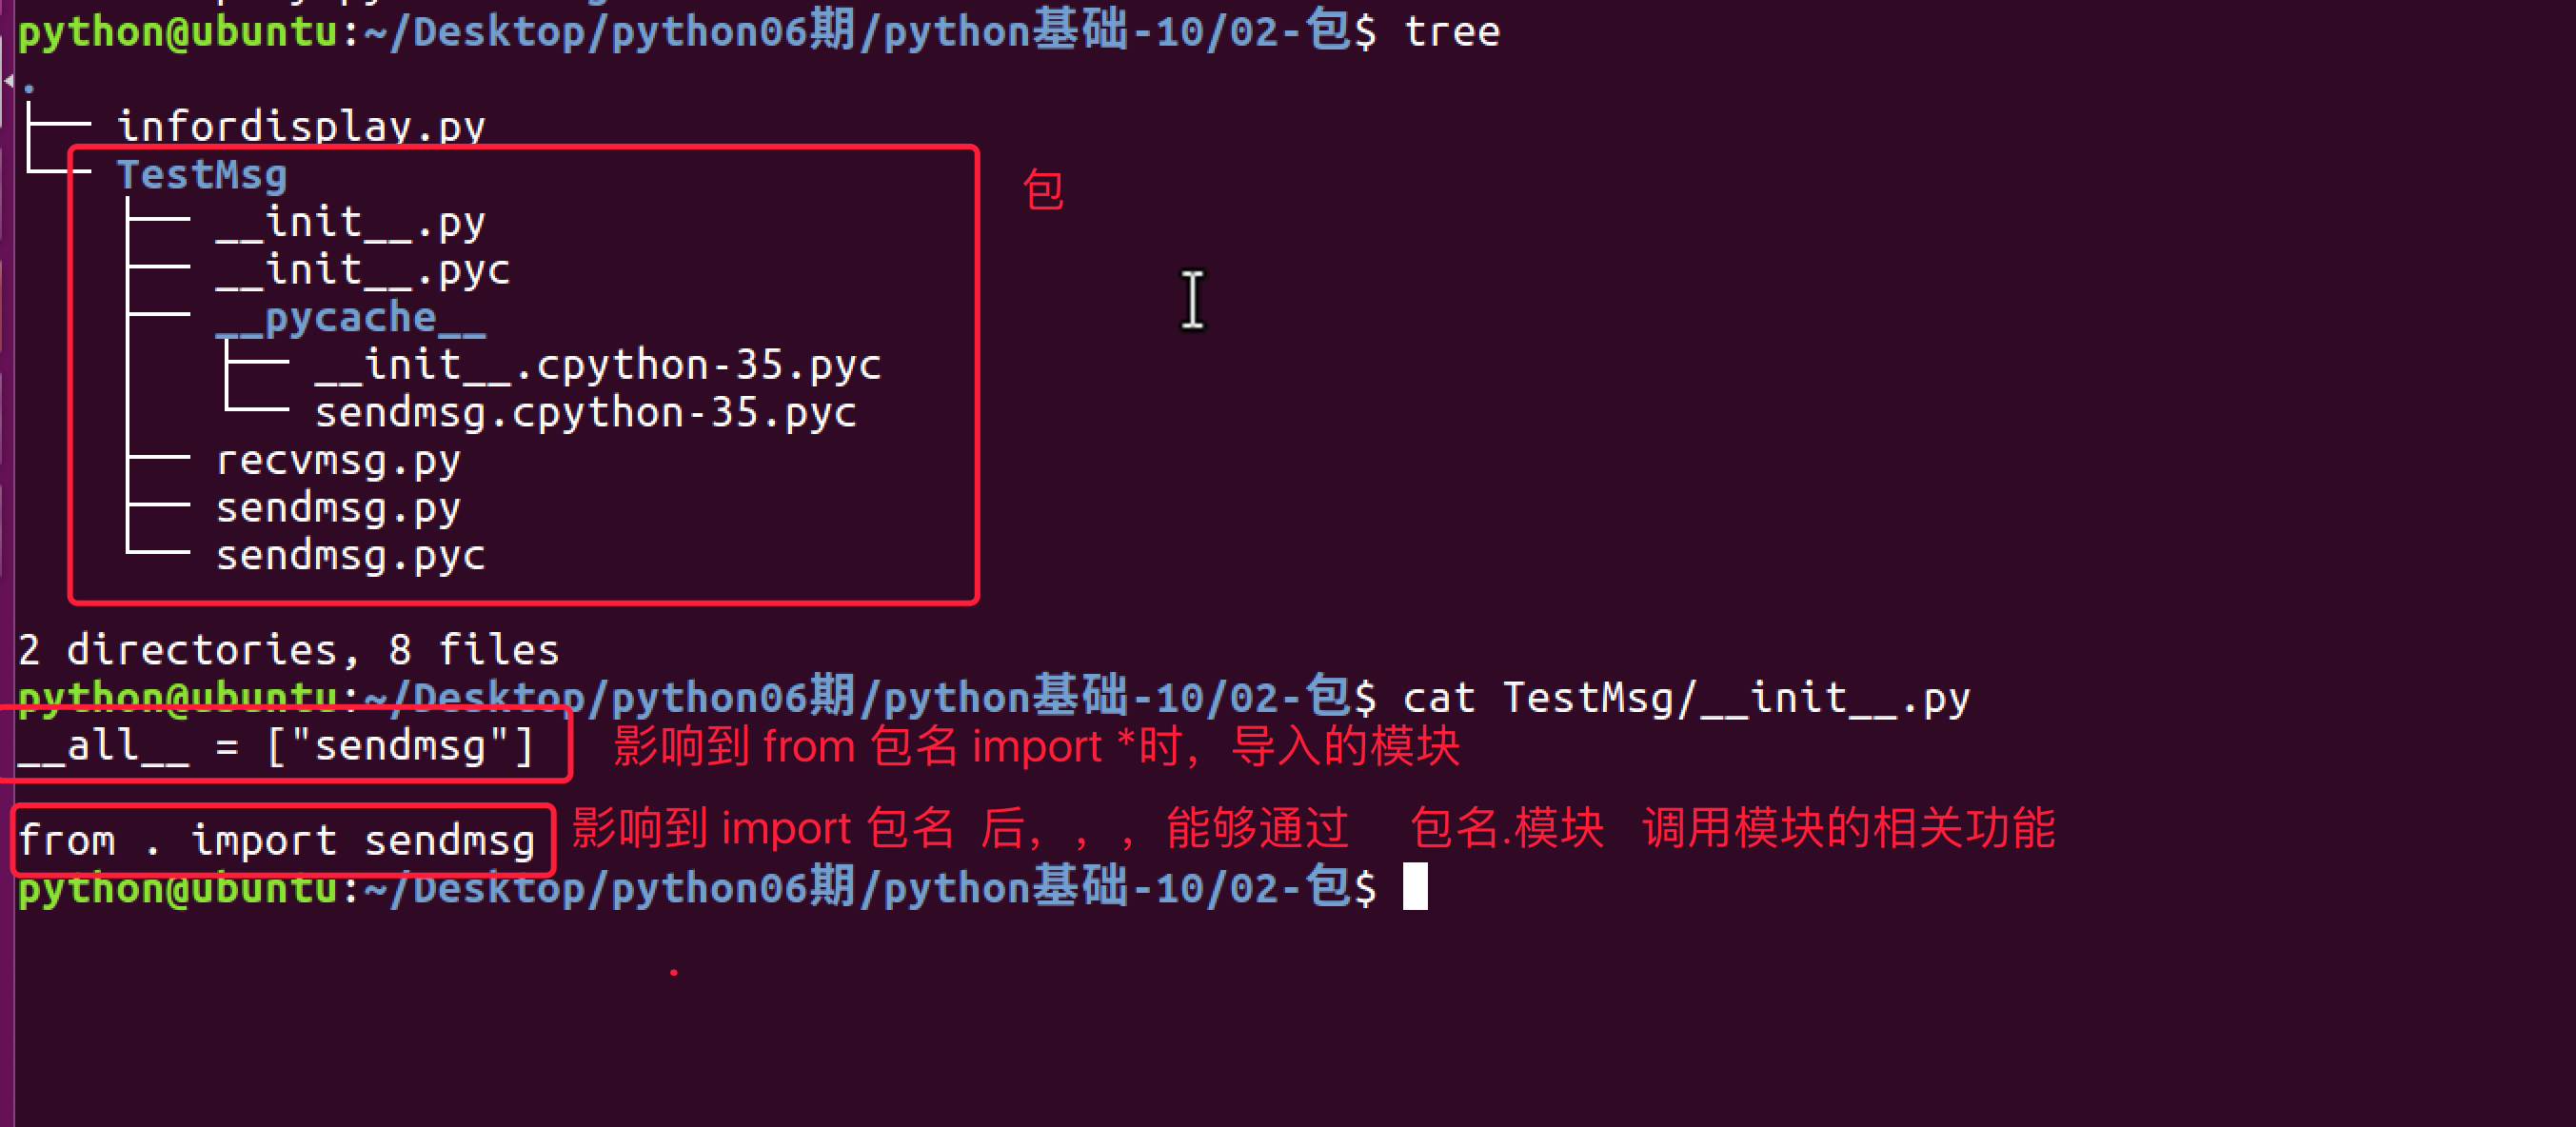 python@ubuntu:~/Desktop/python06期/python基础-10/02-包$ tree
.
├── infordisplay.py
└── TestMsg
包
├── __init__.py
├── __init__.pyc
├── __pycache__
│   ├── __init__.cpython-35.pyc
│   └── sendmsg.cpython-35.pyc
├── recvmsg.py
├── sendmsg.py
└── sendmsg.pyc
2 directories, 8 files
python@ubuntu:~/Desktop/python06期/python基础-10/02-包$ cat TestMsg/__init__.py
__all__ = ["sendmsg"] 影响到 from 包名 import *时，导入的模块
from . import sendmsg 影响到 import 包名 后，，，能够通过 包名.模块 调用模块的相关功能
python@ubuntu:~/Desktop/python06期/python基础-10/02-包$